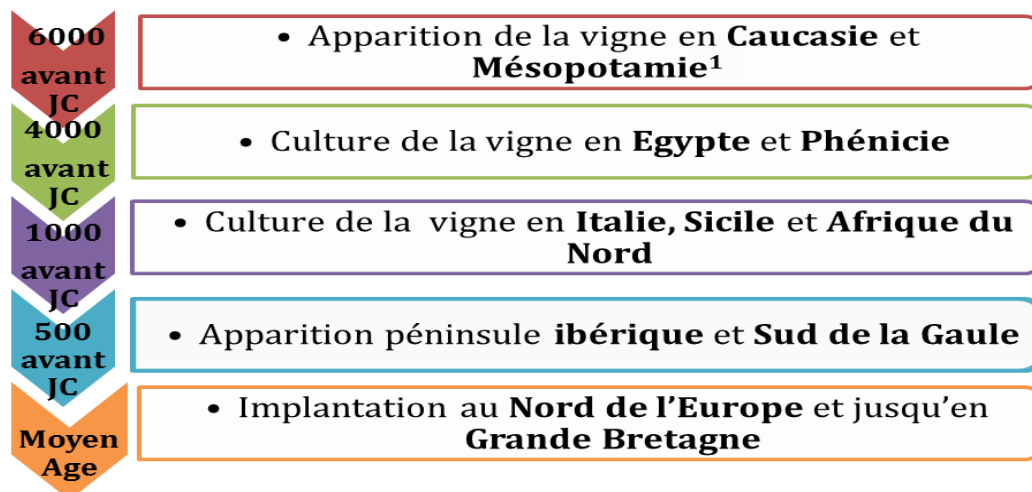 6000
avant
JC
• Apparition de la vigne en Caucasie et
Mésopotamie¹
4000
avant
JC
• Culture de la vigne en Egypte et Phénicie
1000
avant
JC
• Culture de la vigne en Italie, Sicile et Afrique du
Nord
500
avant
JC
• Apparition péninsule ibérique et Sud de la Gaule
Moyen
Age
• Implantation au Nord de l’Europe et jusqu’en
Grande Bretagne